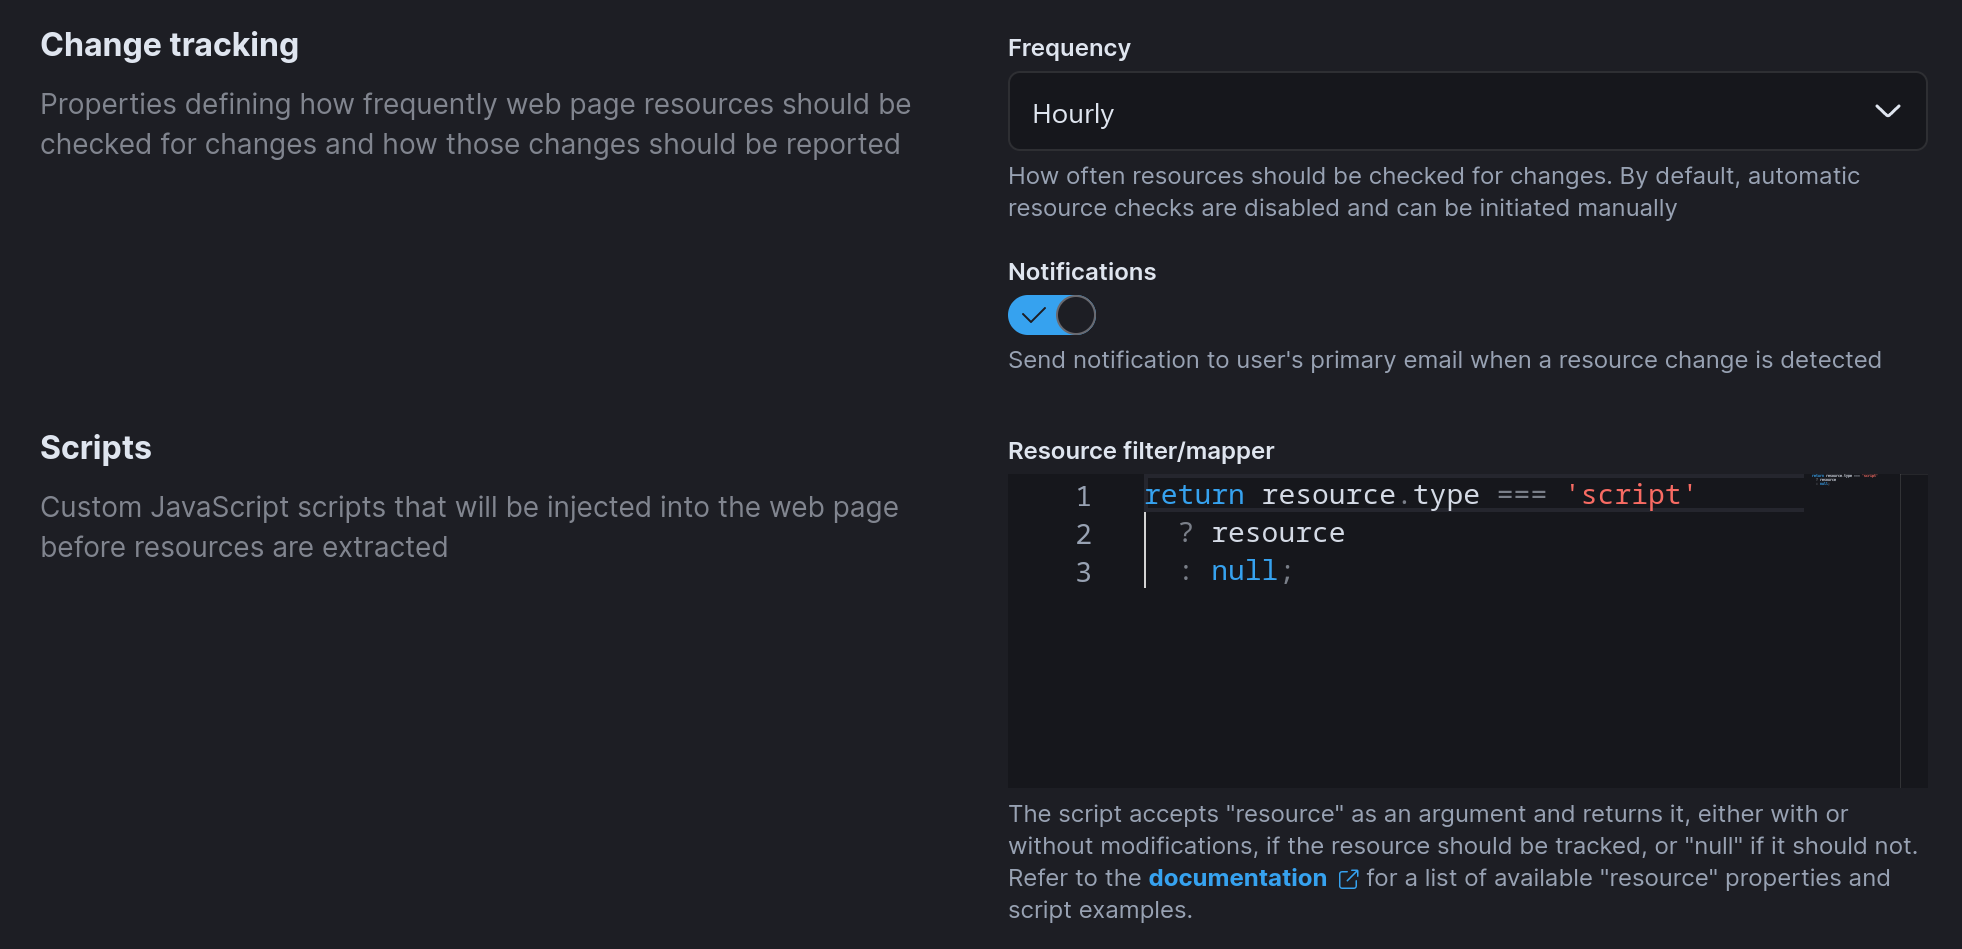 Change tracking
Properties defining how frequently web page resources should be
checked for changes and how those changes should be reported
Frequency
Hourly
How often resources should be checked for changes. By default, automatic
resource checks are disabled and can be initiated manually
Notifications
Send notification to user's primary email when a resource change is detected
Scripts
Custom JavaScript scripts that will be injected into the web page
before resources are extracted
Resource filter/mapper
1 return resource.type === 'script'
2   ? resource
3   : null;
return resource.type === 'script'
? resource
: null;
The script accepts "resource" as an argument and returns it, either with or
without modifications, if the resource should be tracked, or "null" if it should not.
Refer to the documentation for a list of available "resource" properties and
script examples.